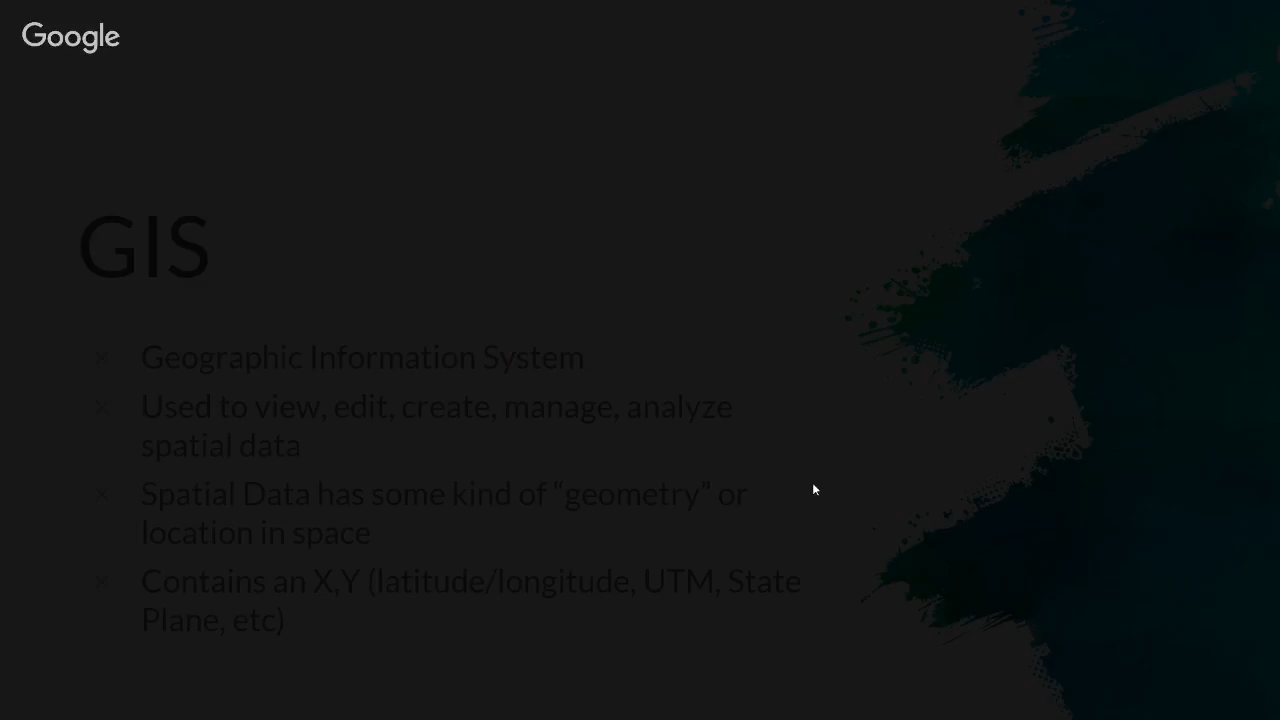 Google
GIS
Geographic Information System
Used to view, edit, create, manage, analyze
spatial data
Spatial Data has some kind of “geometry” or
location in space
Contains an X,Y (latitude/longitude, UTM, State
Plane, etc)